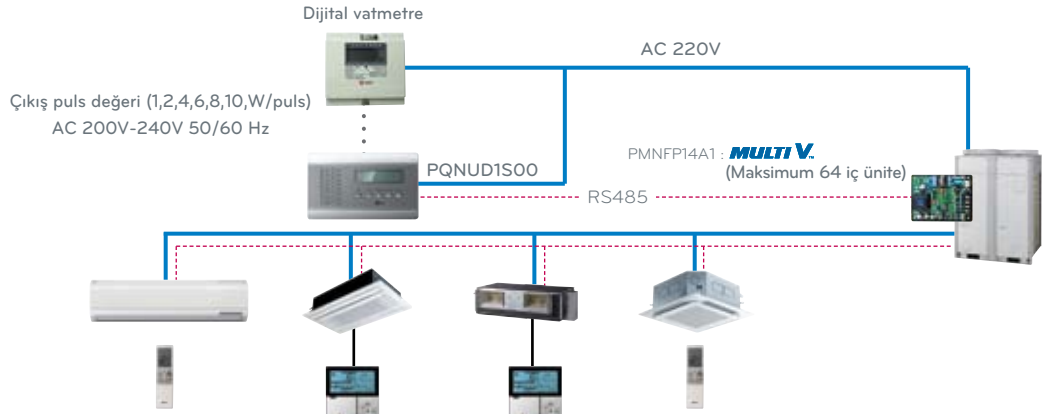 Dijital vatmetre
AC 220V
Çıkış puls değeri (1,2,4,6,8,10,W/puls)
AC 200V-240V 50/60 Hz
PQNUD1S00
PMNFP14A1 : MULTI V™
(Maksimum 64 iç ünite)
RS485